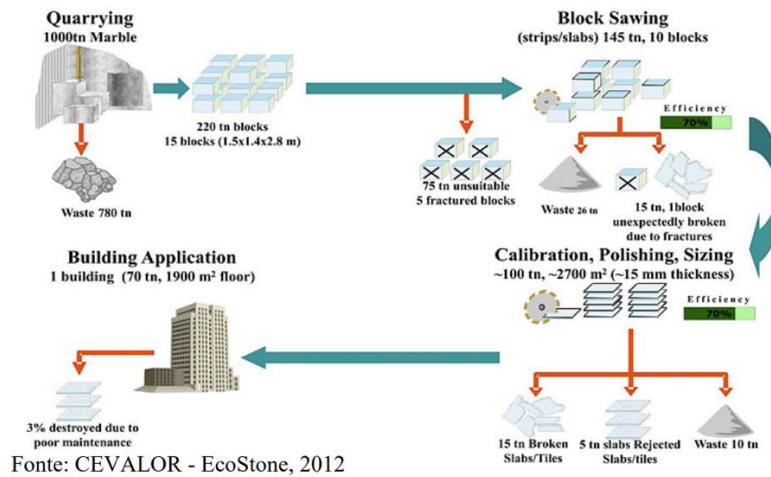 Quarrying
1000tn Marble
220 tn blocks
15 blocks (1.5x1.4x2.8 m)
Waste 780 tn
75 tn unsuitable
5 fractured blocks
Block Sawing
(strips/slabs) 145 tn, 10 blocks
Efficiency
70%
Waste 26 tn
15 tn, 1block
unexpectedly broken
due to fractures
Calibration, Polishing, Sizing
~100 tn, ~2700 m² (~15 mm thickness)
Efficiency
70%
15 tn Broken
Slabs/Tiles
5 tn slabs Rejected
Slabs/tiles
Waste 10 tn
Building Application
1 building (70 tn, 1900 m² floor)
3% destroyed due to
poor maintenance
Fonte: CEVALOR - EcoStone, 2012